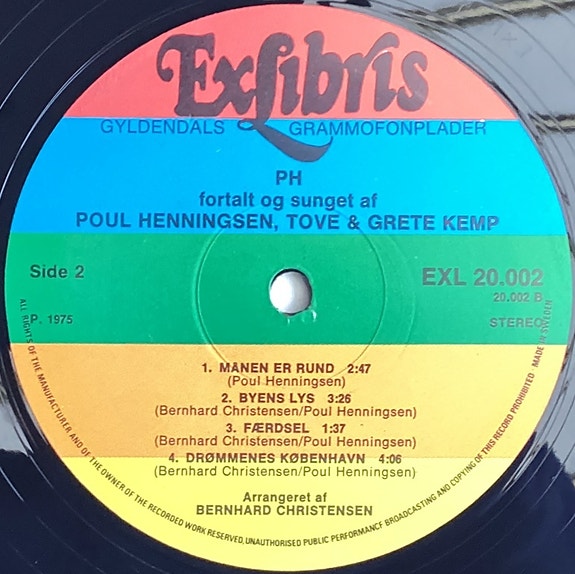 ExLibris
GYLDENDALS GRAMMOFONPLADER
PH
fortalt og sunget af
POUL HENNINGSEN, TOVE & GRETE KEMP
Side 2
EXL 20.002
20.002 B
P. 1975
STEREO
1. MANEN ER RUND 2:47
(Poul Henningsen)
2. BYENS LYS 3:26
(Bernhard Christensen/Poul Henningsen)
3. FÆRDSEL 1:37
(Bernhard Christensen/Poul Henningsen)
4. DRØMMENES KØBENHAVN 4:06
(Bernhard Christensen/Poul Henningsen)
Arrangeret af
BERNHARD CHRISTENSEN
ALL RIGHTS OF THE MANUFACTURER AND OF THE OWNER OF THE RECORDED WORK RESERVED, UNAUTHORISED PUBLIC PERFORMANCE BROADCASTING AND COPYING OF THIS RECORD PROHIBITED · MADE IN SWEDEN